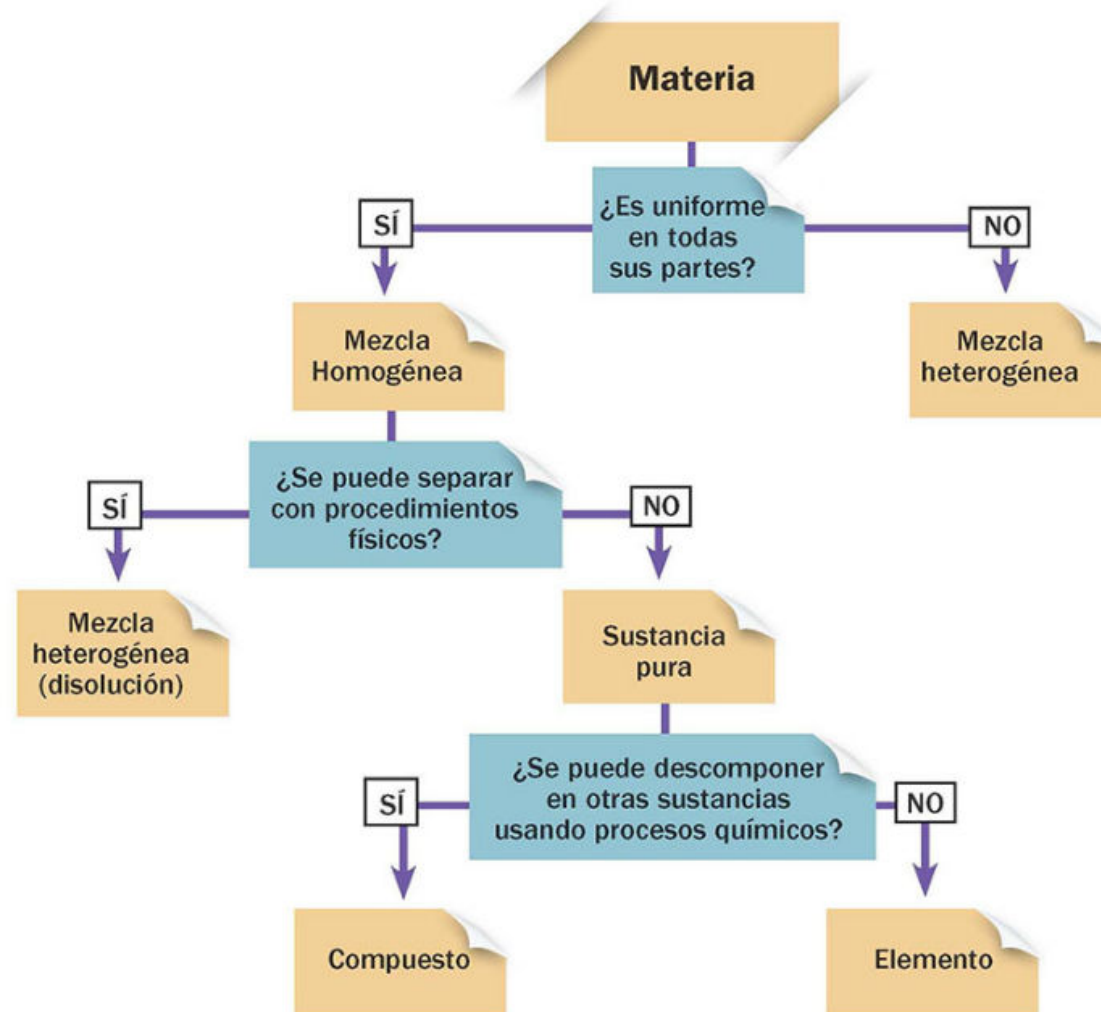 Materia
¿Es uniforme
en todas
sus partes?
SÍ
NO
Mezcla
Homogénea
Mezcla
heterogénea
¿Se puede separar
con procedimientos
físicos?
SÍ
NO
Mezcla
heterogénea
(disolución)
Sustancia
pura
¿Se puede descomponer
en otras sustancias
usando procesos químicos?
SÍ
NO
Compuesto
Elemento